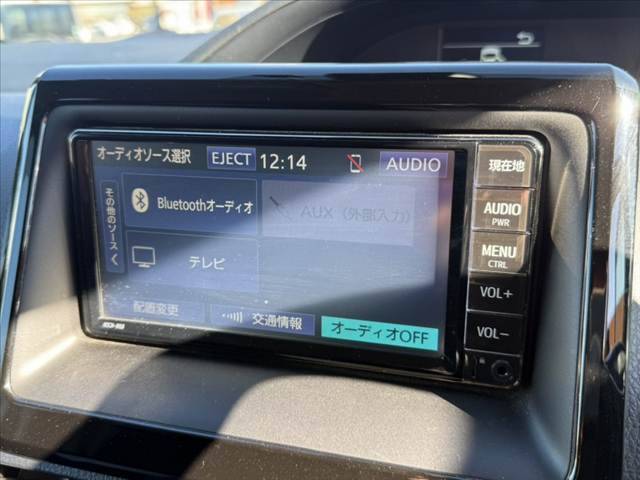 オーディオソース選択 EJECT 12:14 AUDIO
その他のソース
Bluetoothオーディオ
AUX (外部入力)
テレビ
配置変更
交通情報
オーディオOFF
現在地
AUDIO
PWR
MENU
CTRL
VOL+
VOL-